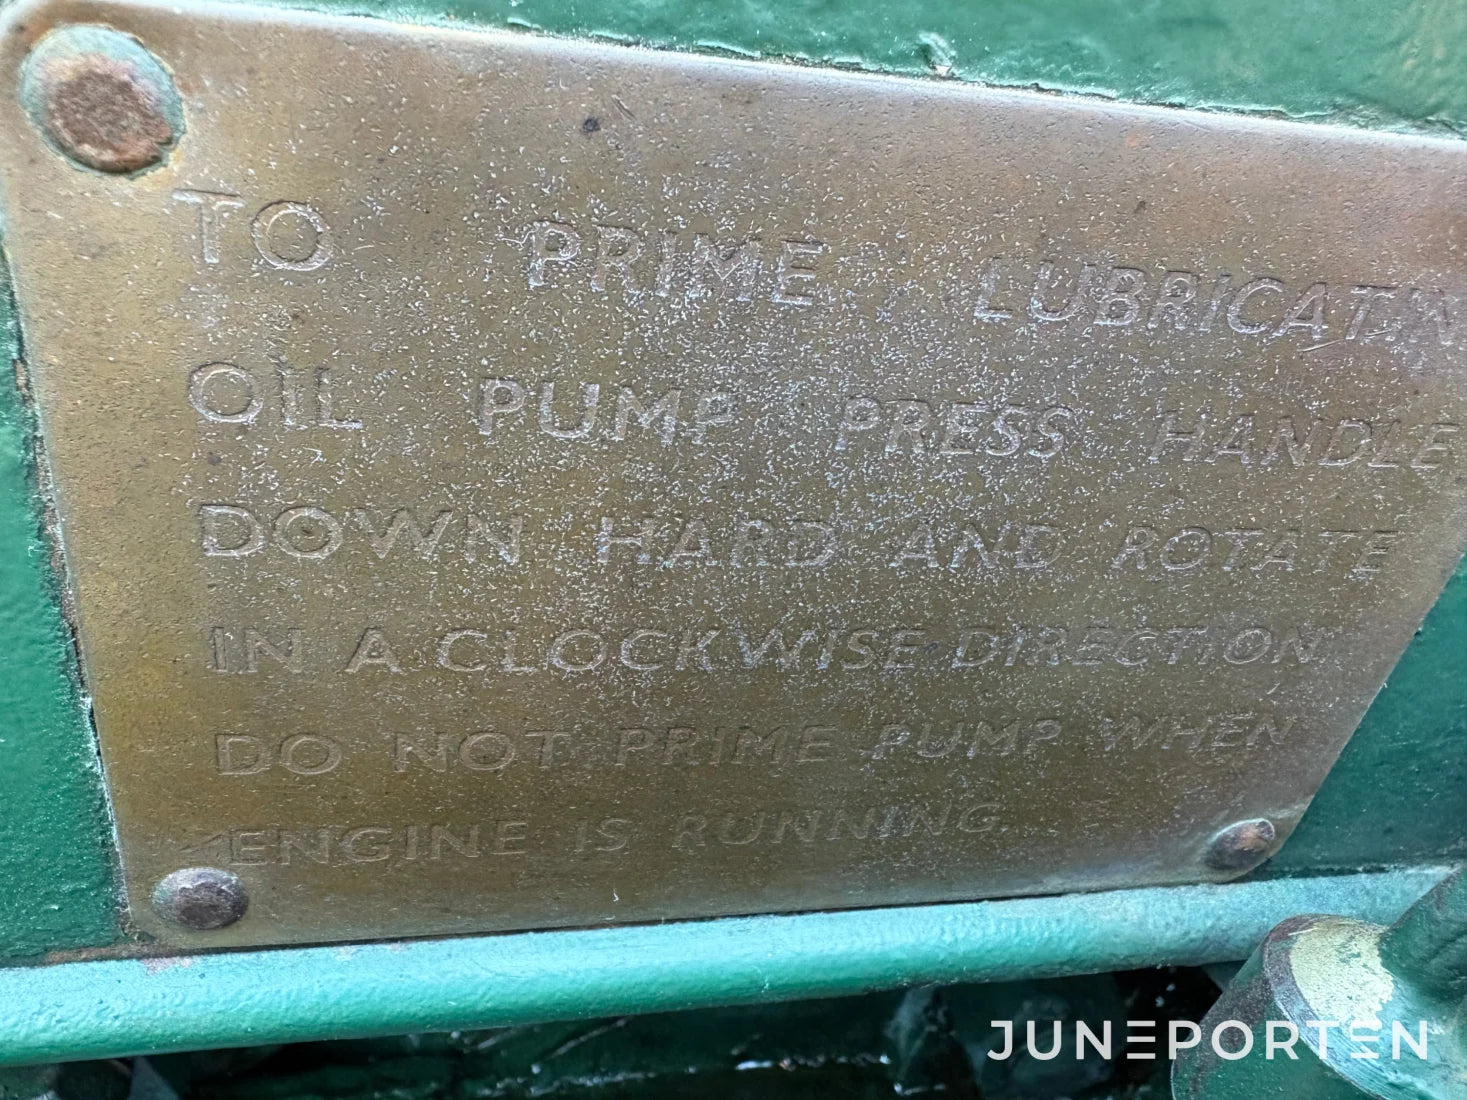 TO PRIME LUBRICATIN
OIL PUMP PRESS HANDLE
DOWN HARD AND ROTATE
IN A CLOCKWISE DIRECTION
DO NOT PRIME PUMP WHEN
ENGINE IS RUNNING.
JUNEPORTEN